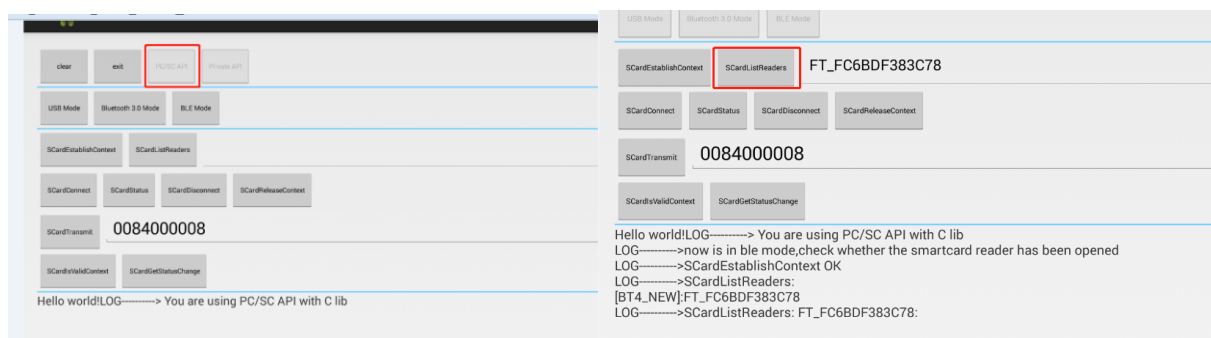 clear exit PC/SC API Private API
USB Mode Bluetooth 3.0 Mode BLE Mode
SCardEstablishContext SCardListReaders
SCardConnect SCardStatus SCardDisconnect SCardReleaseContext
SCardTransmit 0084000008
SCardIsValidContext SCardGetStatusChange
Hello world!LOG----------> You are using PC/SC API with C lib
USB Mode Bluetooth 3.0 Mode BLE Mode
SCardEstablishContext SCardListReaders FT_FC6BDF383C78
SCardConnect SCardStatus SCardDisconnect SCardReleaseContext
SCardTransmit 0084000008
SCardIsValidContext SCardGetStatusChange
Hello world!LOG----------> You are using PC/SC API with C lib
LOG---------->now is in ble mode,check whether the smartcard reader has been opened
LOG---------->SCardEstablishContext OK
LOG---------->SCardListReaders:
[BT4_NEW]:FT_FC6BDF383C78
LOG---------->SCardListReaders: FT_FC6BDF383C78: